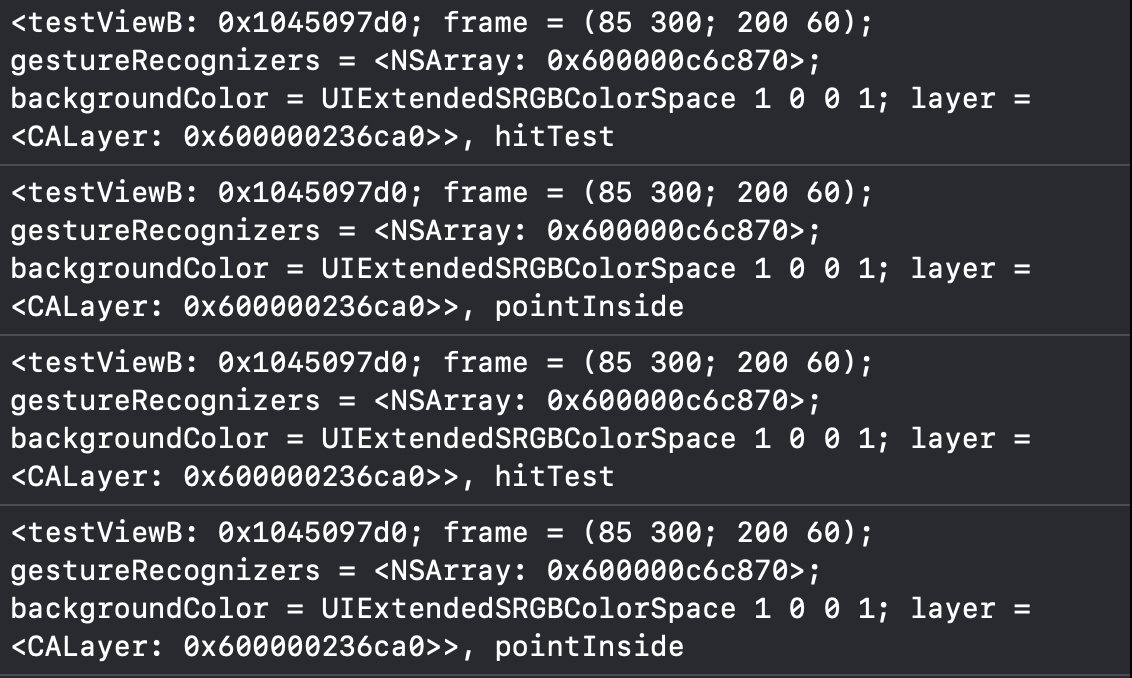 <testViewB: 0x1045097d0; frame = (85 300; 200 60);
gestureRecognizers = <NSArray: 0x600000c6c870>;
backgroundColor = UIExtendedSRGBColorSpace 1 0 0 1; layer =
<CALayer: 0x600000236ca0>>, hitTest
<testViewB: 0x1045097d0; frame = (85 300; 200 60);
gestureRecognizers = <NSArray: 0x600000c6c870>;
backgroundColor = UIExtendedSRGBColorSpace 1 0 0 1; layer =
<CALayer: 0x600000236ca0>>, pointInside
<testViewB: 0x1045097d0; frame = (85 300; 200 60);
gestureRecognizers = <NSArray: 0x600000c6c870>;
backgroundColor = UIExtendedSRGBColorSpace 1 0 0 1; layer =
<CALayer: 0x600000236ca0>>, hitTest
<testViewB: 0x1045097d0; frame = (85 300; 200 60);
gestureRecognizers = <NSArray: 0x600000c6c870>;
backgroundColor = UIExtendedSRGBColorSpace 1 0 0 1; layer =
<CALayer: 0x600000236ca0>>, pointInside